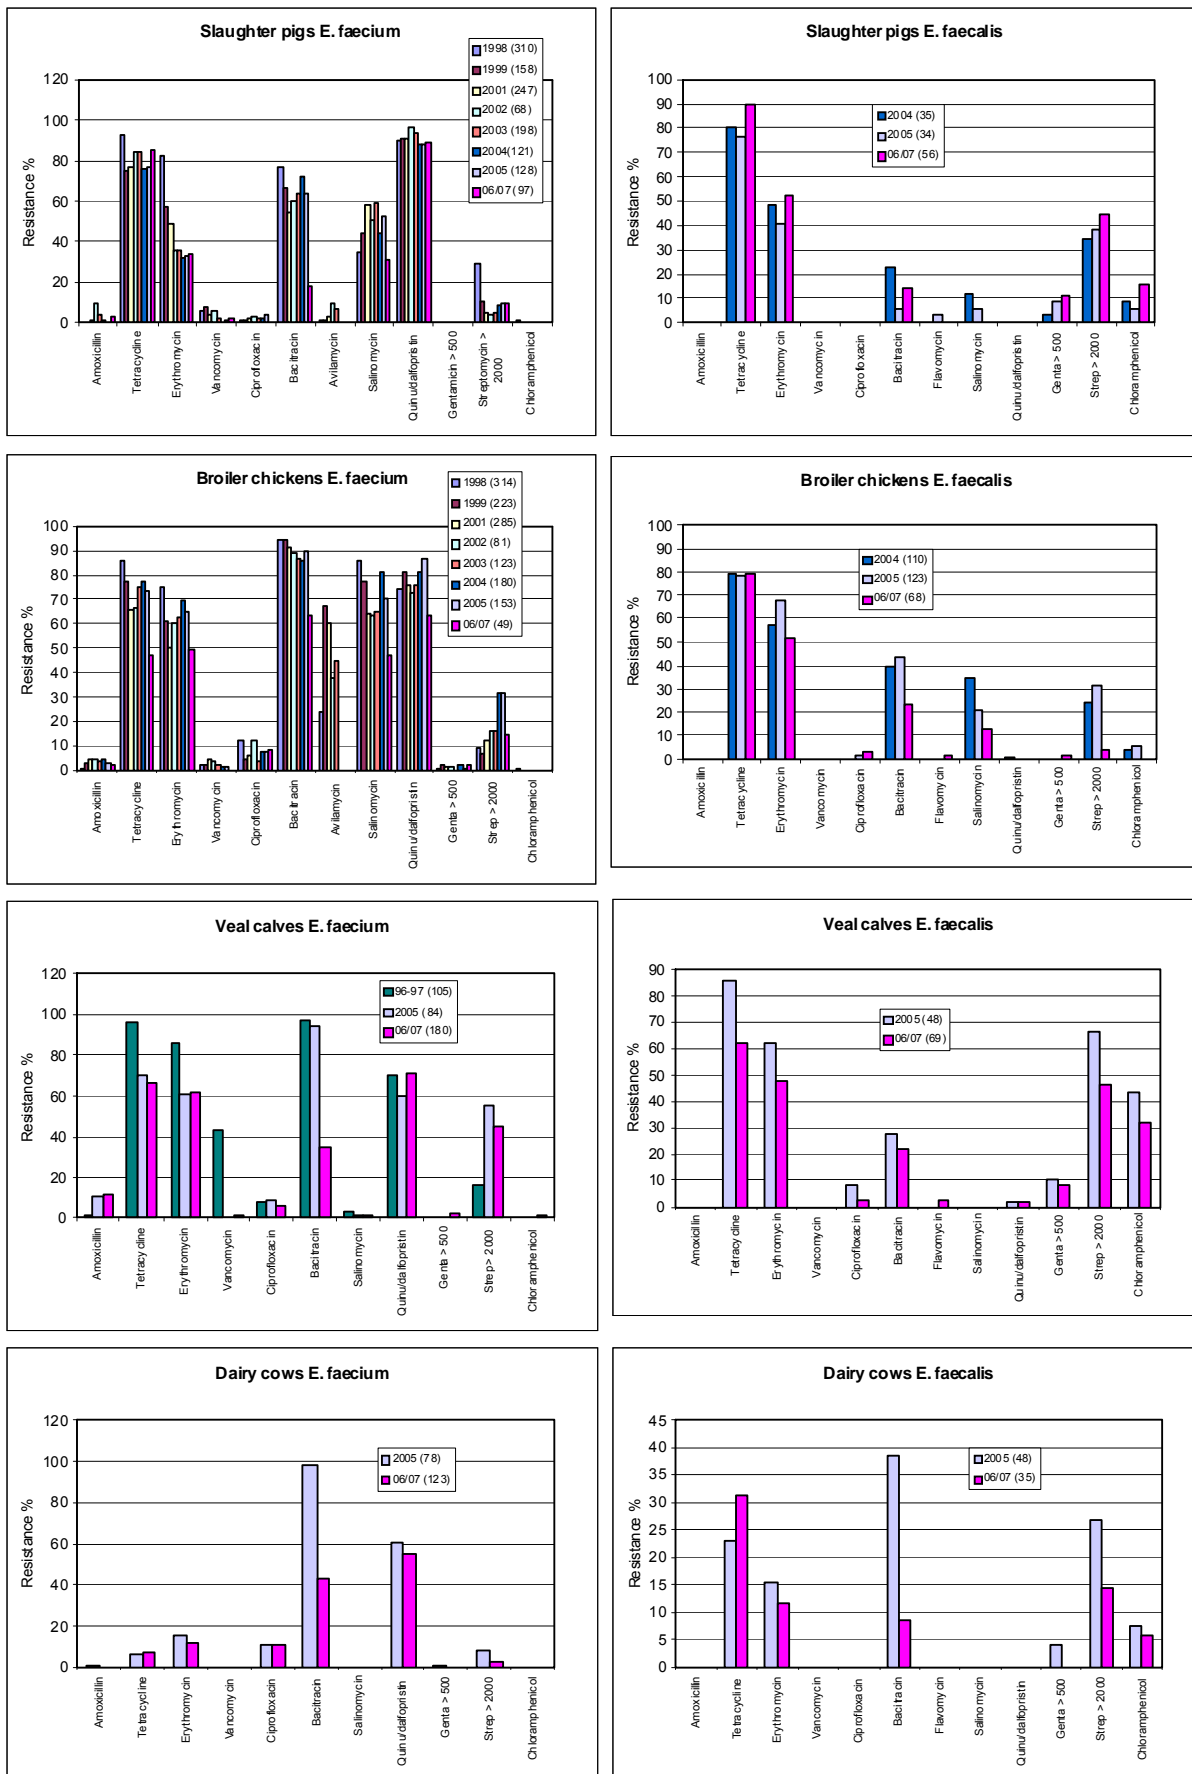 Slaughter pigs E. faecium
1998 (310)
1999 (158)
2001 (247)
2002 (68)
2003 (198)
2004(121)
2005 (128)
06/07 (97)
Resistance %
120
100
80
60
40
20
0
Amoxicillin
Tetracycline
Erythromycin
Vancomycin
Ciprofloxacin
Bacitracin
Avilamycin
Salinomycin
Quinu/dalfopristin
Gentamicin > 500
Streptomycin > 2000
Chloramphenicol
Slaughter pigs E. faecalis
2004 (35)
2005 (34)
06/07 (56)
Resistance %
100
90
80
70
60
50
40
30
20
10
0
Amoxicillin
Tetracycline
Erythromycin
Vancomycin
Ciprofloxacin
Bacitracin
Flavomycin
Salinomycin
Quinu/dalfopristin
Genta > 500
Strep > 2000
Chloramphenicol
Broiler chickens E. faecium
1998 (314)
1999 (223)
2001 (285)
2002 (81)
2003 (123)
2004 (180)
2005 (153)
06/07 (49)
Resistance %
100
90
80
70
60
50
40
30
20
10
0
Amoxicillin
Tetracycline
Erythromycin
Vancomycin
Ciprofloxacin
Bacitracin
Avilamycin
Salinomycin
Quinu/dalfopristin
Genta > 500
Strep > 2000
Chloramphenicol
Broiler chickens E. faecalis
2004 (110)
2005 (123)
06/07 (68)
Resistance %
100
90
80
70
60
50
40
30
20
10
0
Amoxicillin
Tetracycline
Erythromycin
Vancomycin
Ciprofloxacin
Bacitracin
Flavomycin
Salinomycin
Quinu/dalfopristin
Genta > 500
Strep > 2000
Chloramphenicol
Veal calves E. faecium
96-97 (105)
2005 (84)
06/07 (180)
Resistance %
120
100
80
60
40
20
0
Amoxicillin
Tetracycline
Erythromycin
Vancomycin
Ciprofloxacin
Bacitracin
Salinomycin
Quinu/dalfopristin
Genta > 500
Strep > 2000
Chloramphenicol
Veal calves E. faecalis
2005 (48)
06/07 (69)
Resistance %
90
80
70
60
50
40
30
20
10
0
Amoxicillin
Tetracycline
Erythromycin
Vancomycin
Ciprofloxacin
Bacitracin
Flavomycin
Salinomycin
Quinu/dalfopristin
Genta > 500
Strep > 2000
Chloramphenicol
Dairy cows E. faecium
2005 (78)
06/07 (123)
Resistance %
120
100
80
60
40
20
0
Amoxicillin
Tetracycline
Erythromycin
Vancomycin
Ciprofloxacin
Bacitracin
Salinomycin
Quinu/dalfopristin
Genta > 500
Strep > 2000
Chloramphenicol
Dairy cows E. faecalis
2005 (48)
06/07 (35)
Resistance %
45
40
35
30
25
20
15
10
5
0
Amoxicillin
Tetracycline
Erythromycin
Vancomycin
Ciprofloxacin
Bacitracin
Flavomycin
Salinomycin
Quinu/dalfopristin
Genta > 500
Strep > 2000
Chloramphenicol